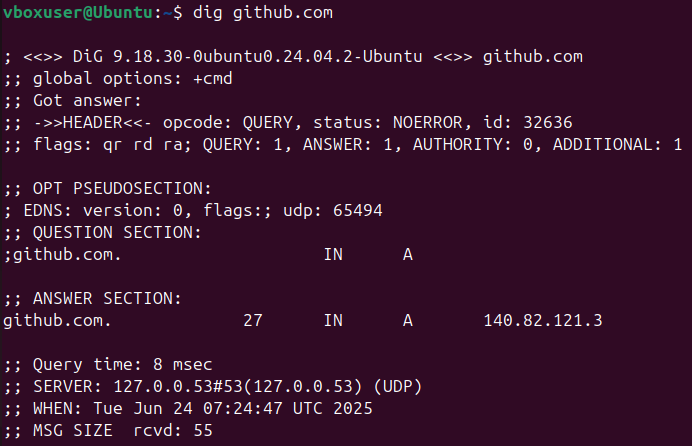 vboxuser@Ubuntu:~$ dig github.com

; <<>> DiG 9.18.30-0ubuntu0.24.04.2-Ubuntu <<>> github.com
;; global options: +cmd
;; Got answer:
;; ->>HEADER<<- opcode: QUERY, status: NOERROR, id: 32636
;; flags: qr rd ra; QUERY: 1, ANSWER: 1, AUTHORITY: 0, ADDITIONAL: 1

;; OPT PSEUDOSECTION:
; EDNS: version: 0, flags:; udp: 65494
;; QUESTION SECTION:
;github.com.			IN	A

;; ANSWER SECTION:
github.com.		27	IN	A	140.82.121.3

;; Query time: 8 msec
;; SERVER: 127.0.0.53#53(127.0.0.53) (UDP)
;; WHEN: Tue Jun 24 07:24:47 UTC 2025
;; MSG SIZE  rcvd: 55